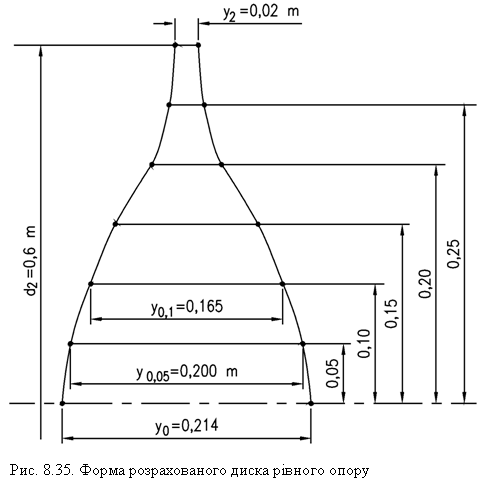 y2=0,02 m
d2=0,6 m
0,25
0,20
0,15
0,10
0,05
y0,1=0,165
y0,05=0,200 m
y0=0,214
Рис. 8.35. Форма розрахованого диска рівного опору